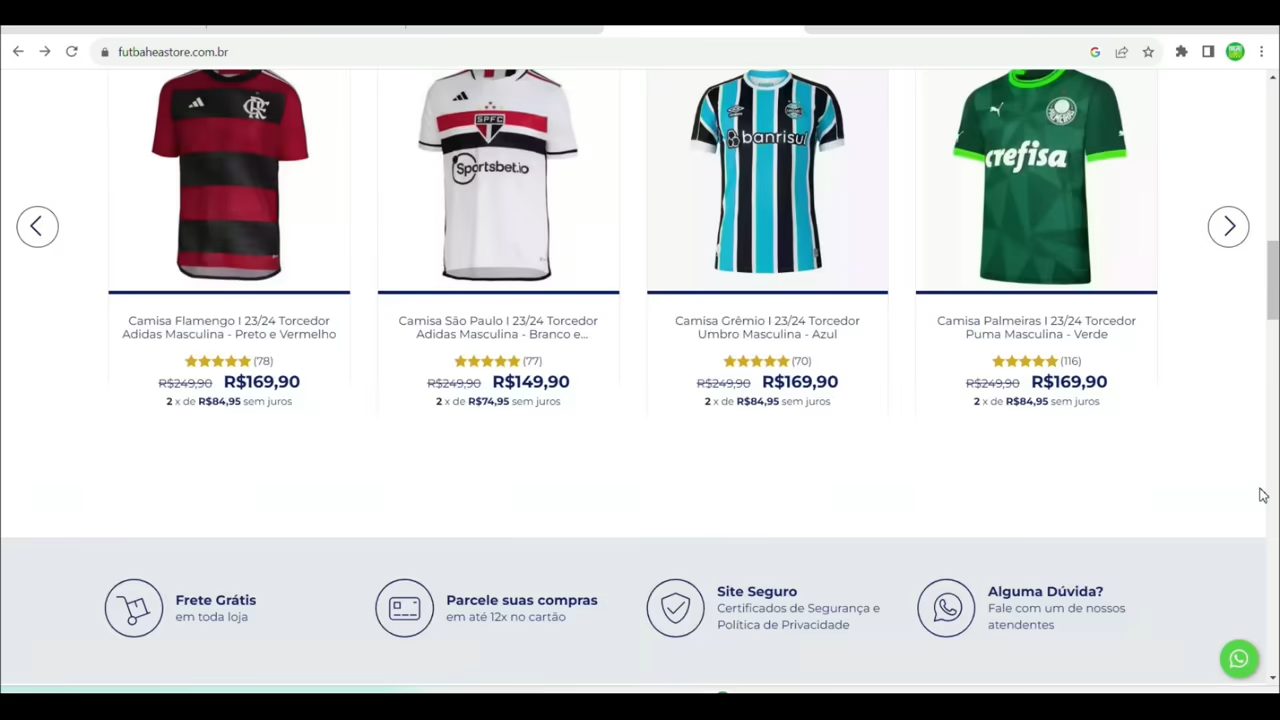 futbaheastore.com.br
CRF
SPFC
Sportsbet.io
banrisul
crefisa
Camisa Flamengo I 23/24 Torcedor
Adidas Masculina - Preto e Vermelho
(78)
R$249,90 R$169,90
2 x de R$84,95 sem juros
Camisa São Paulo I 23/24 Torcedor
Adidas Masculina - Branco e...
(77)
R$249,90 R$149,90
2 x de R$74,95 sem juros
Camisa Grêmio I 23/24 Torcedor
Umbro Masculina - Azul
(70)
R$249,90 R$169,90
2 x de R$84,95 sem juros
Camisa Palmeiras I 23/24 Torcedor
Puma Masculina - Verde
(116)
R$249,90 R$169,90
2 x de R$84,95 sem juros
Frete Grátis
em toda loja
Parcele suas compras
em até 12x no cartão
Site Seguro
Certificados de Segurança e
Política de Privacidade
Alguma Dúvida?
Fale com um de nossos
atendentes